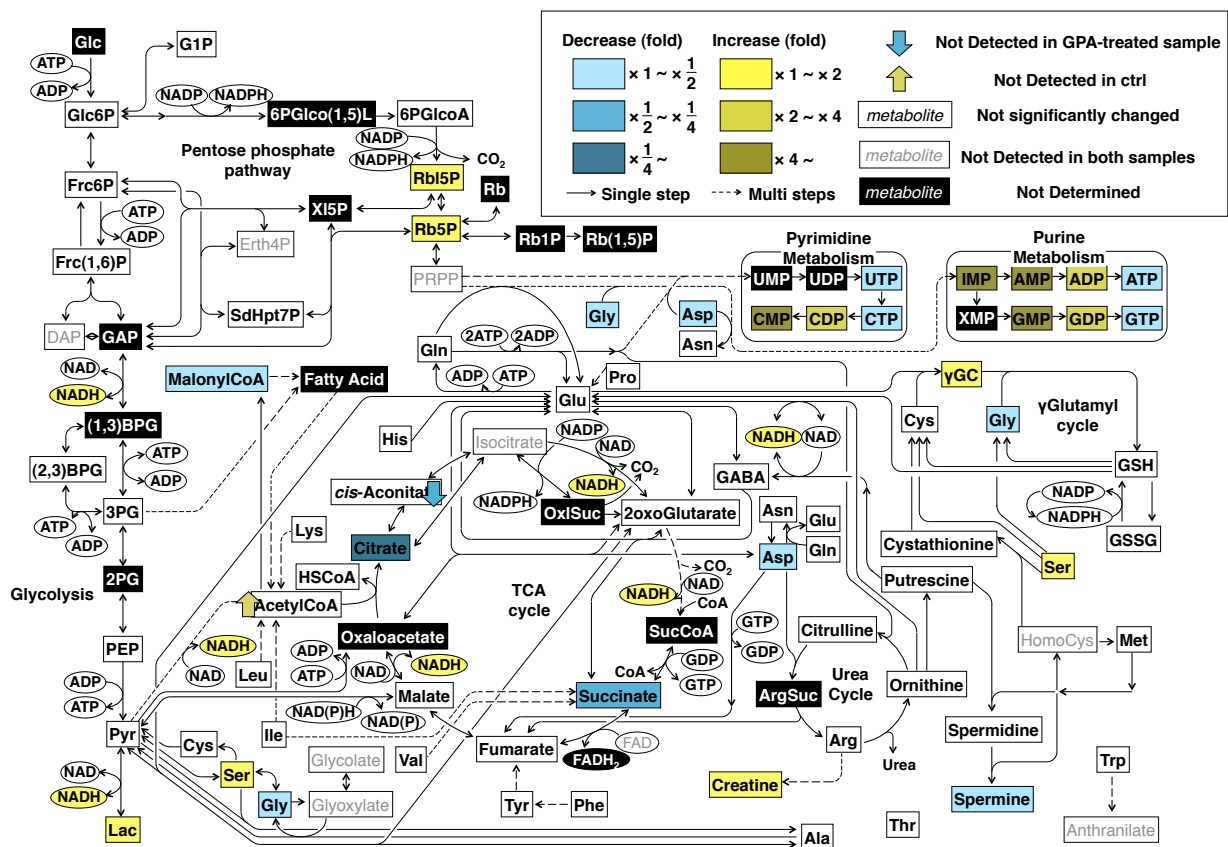 Glc
G1P
ATP
ADP
NADP
NADPH
Glc6P
6PGlco(1,5)L
6PGlcoA
NADP
NADPH
CO2
Pentose phosphate
pathway
Rbl5P
Rb
Frc6P
Xl5P
ATP
ADP
Rb5P
Erth4P
Rb1P
Rb(1,5)P
Frc(1,6)P
PRPP
SdHpt7P
DAP
GAP
Decrease (fold)
Increase (fold)
Not Detected in GPA-treated sample
× 1 ~ × 1/2
× 1 ~ × 2
Not Detected in ctrl
× 1/2 ~ × 1/4
× 2 ~ × 4
metabolite
Not significantly changed
metabolite
Not Detected in both samples
× 1/4 ~
× 4 ~
metabolite
Not Determined
Single step
Multi steps
Pyrimidine
Metabolism
UMP
UDP
UTP
CMP
CDP
CTP
Purine
Metabolism
IMP
AMP
ADP
ATP
XMP
GMP
GDP
GTP
Gly
Asp
Asn
Gln
2ATP
2ADP
ADP
ATP
Pro
Glu
NAD
NADH
MalonylCoA
Fatty Acid
γGC
(1,3)BPG
His
Isocitrate
NADP
NAD
CO2
NADH
NADPH
NADH
NAD
Cys
Gly
γGlutamyl
cycle
(2,3)BPG
ATP
ADP
cis-Aconitat
GABA
GSH
3PG
ATP
ADP
OxlSuc
2oxoGlutarate
NADP
NADPH
Lys
Citrate
Asn
Glu
Gln
Asp
Cystathionine
GSSG
2PG
HSCoA
Ser
Glycolysis
AcetylCoA
TCA
cycle
CO2
NAD
NADH
CoA
Putrescine
PEP
Oxaloacetate
SucCoA
GTP
GDP
Citrulline
HomoCys
Met
NADH
NAD
Leu
ADP
ATP
NAD
NADH
CoA
GDP
GTP
ADP
ATP
Malate
Succinate
ArgSuc
Urea
Cycle
Ornithine
NAD(P)H
NAD(P)
Pyr
Cys
Ile
Val
Fumarate
FAD
FADH2
Arg
Urea
Spermidine
NAD
NADH
Ser
Glycolate
Trp
Gly
Glyoxylate
Tyr
Phe
Creatine
Spermine
Lac
Ala
Thr
Anthranilate